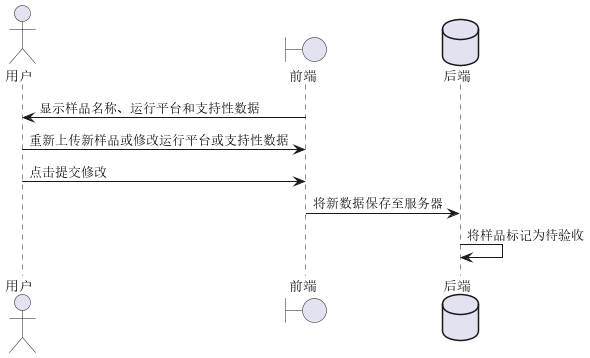 用户
前端
后端
显示样品名称、运行平台和支持性数据
重新上传新样品或修改运行平台或支持性数据
点击提交修改
将新数据保存至服务器
将样品标记为待验收
用户
前端
后端